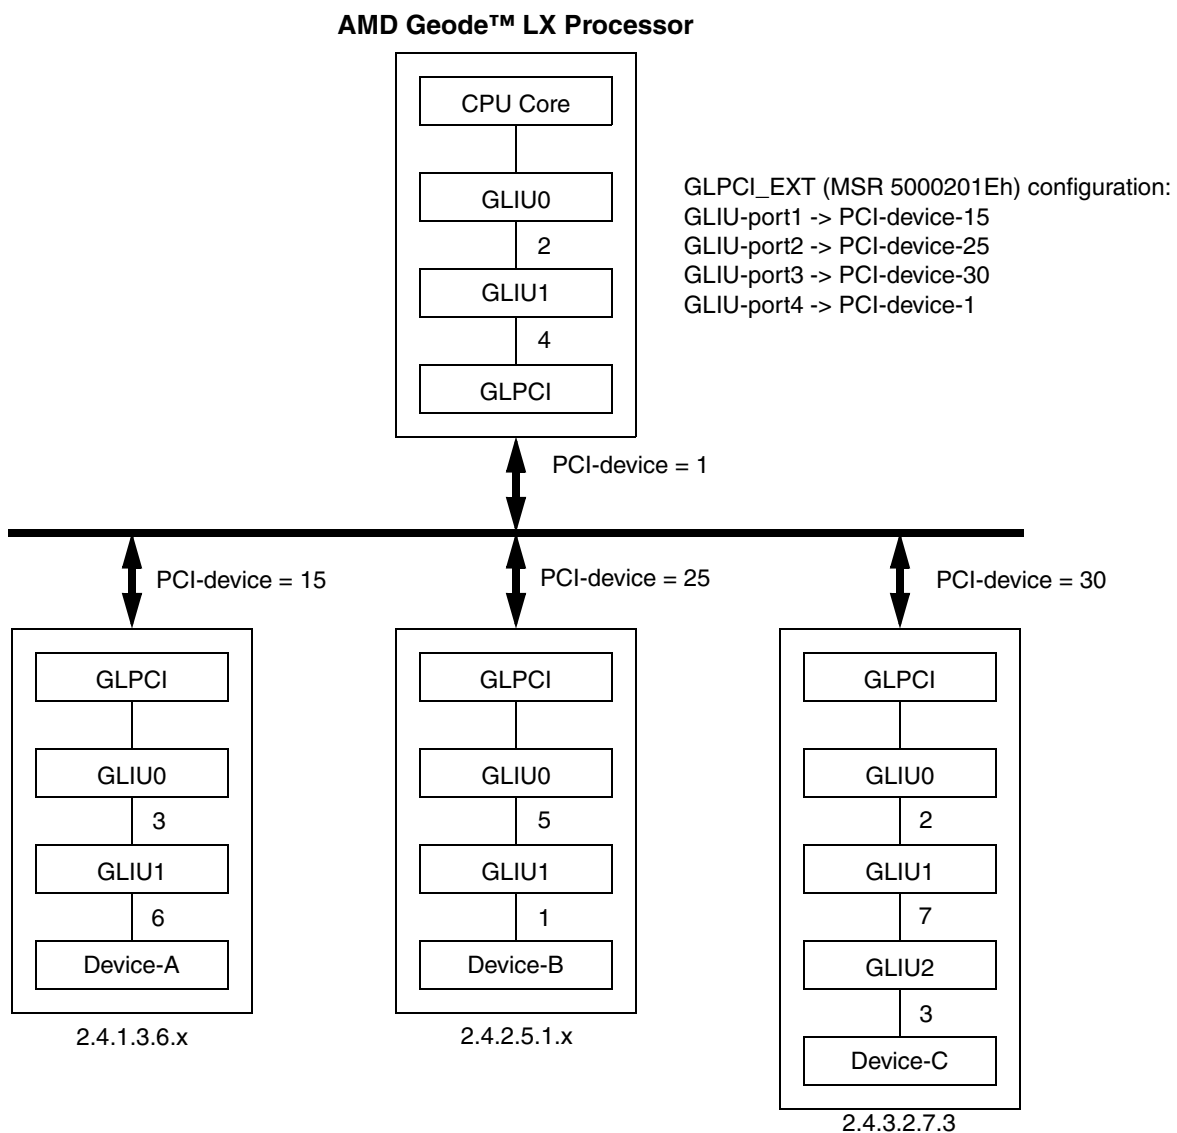 AMD Geode™ LX Processor
CPU Core
GLIU0
2
GLIU1
4
GLPCI
GLPCI_EXT (MSR 5000201Eh) configuration:
GLIU-port1 -> PCI-device-15
GLIU-port2 -> PCI-device-25
GLIU-port3 -> PCI-device-30
GLIU-port4 -> PCI-device-1
PCI-device = 1
PCI-device = 15
GLPCI
GLIU0
3
GLIU1
6
Device-A
2.4.1.3.6.x
PCI-device = 25
GLPCI
GLIU0
5
GLIU1
1
Device-B
2.4.2.5.1.x
PCI-device = 30
GLPCI
GLIU0
2
GLIU1
7
GLIU2
3
Device-C
2.4.3.2.7.3